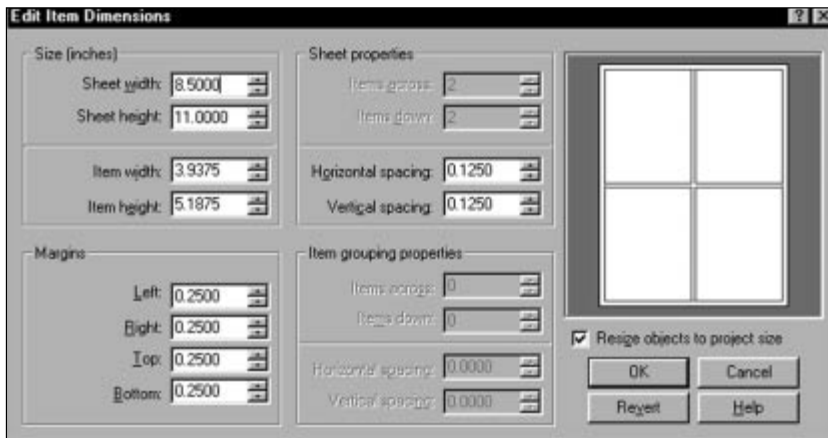 Edit Item Dimensions
Size (inches)
Sheet width: 8.5000
Sheet height: 11.0000
Item width: 3.9375
Item height: 5.1875
Margins
Left: 0.2500
Right: 0.2500
Top: 0.2500
Bottom: 0.2500
Sheet properties
Items across: 2
Items down: 2
Horizontal spacing: 0.1250
Vertical spacing: 0.1250
Item grouping properties
Items across: 0
Items down: 0
Horizontal spacing: 0.0000
Vertical spacing: 0.0000
Resize objects to project size
OK
Cancel
Revert
Help